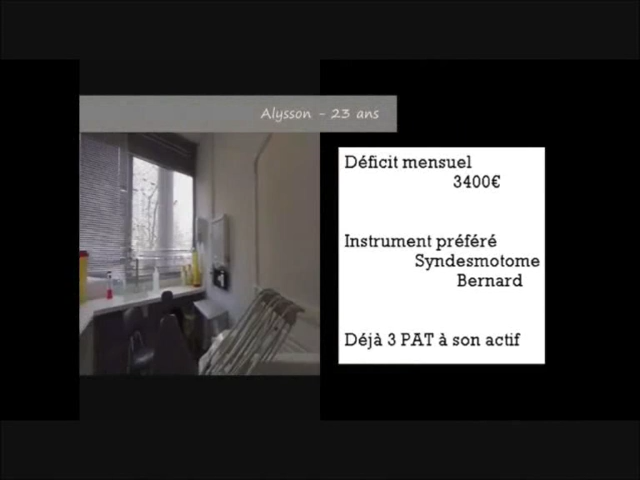 Alysson - 23 ans
Déficit mensuel
3400€
Instrument préféré
Syndesmotome
Bernard
Déjà 3 PAT à son actif